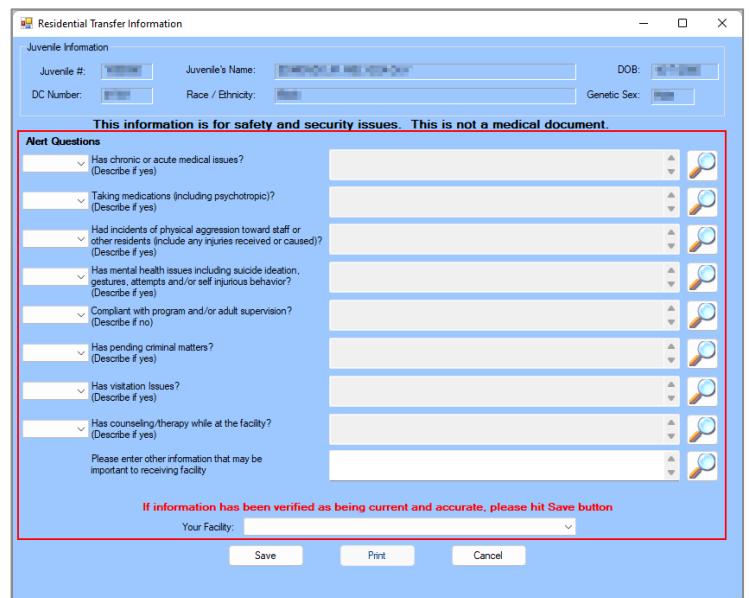 Residential Transfer Information
Juvenile Information
Juvenile #:
Juvenile's Name:
DOB:
DC Number:
Race / Ethnicity:
Genetic Sex:
This information is for safety and security issues. This is not a medical document.
Alert Questions
Has chronic or acute medical issues?
(Describe if yes)
Taking medications (including psychotropic)?
(Describe if yes)
Had incidents of physical aggression toward staff or
other residents (include any injuries received or caused)?
(Describe if yes)
Has mental health issues including suicide ideation,
gestures, attempts and/or self injurious behavior?
(Describe if yes)
Compliant with program and/or adult supervision?
(Describe if no)
Has pending criminal matters?
(Describe if yes)
Has visitation Issues?
(Describe if yes)
Has counseling/therapy while at the facility?
(Describe if yes)
Please enter other information that may be
important to receiving facility
If information has been verified as being current and accurate, please hit Save button
Your Facility:
Save
Print
Cancel